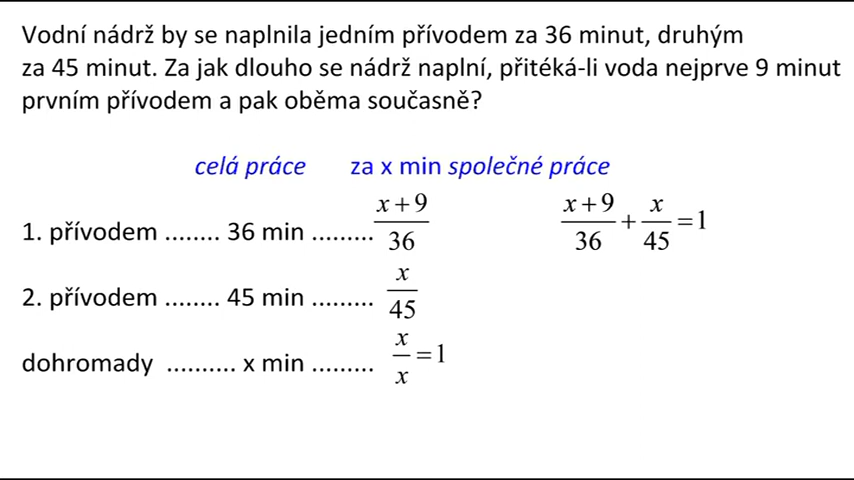 Vodní nádrž by se naplnila jedním přívodem za 36 minut, druhým
za 45 minut. Za jak dlouho se nádrž naplní, přitéká-li voda nejprve 9 minut
prvním přívodem a pak oběma současně?
celá práce za x min společné práce
1. přívodem ........ 36 min ......... (x+9)/36 (x+9)/36 + x/45 = 1
2. přívodem ........ 45 min ......... x/45
dohromady .......... x min ......... x/x = 1